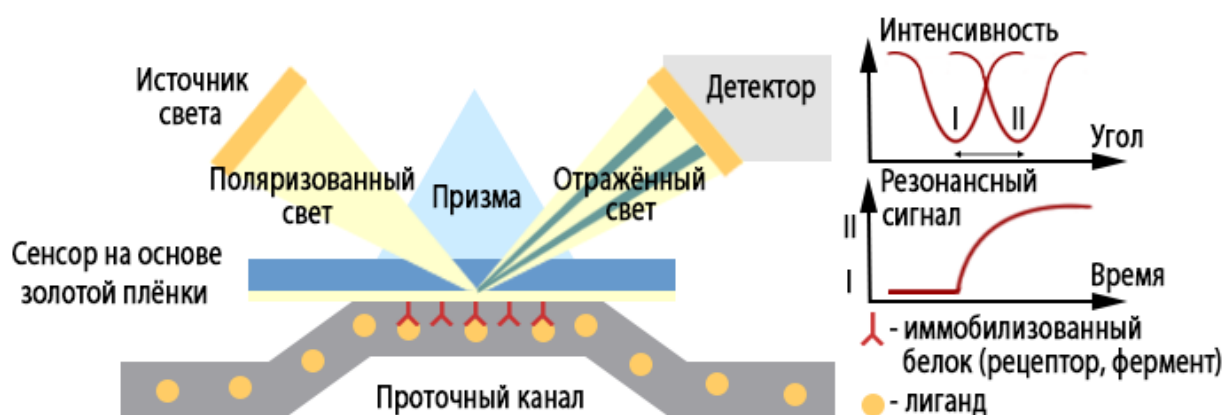 Источник
света
Поляризованный
свет
Призма
Отражённый
свет
Детектор
Сенсор на основе
золотой плёнки
Проточный канал
Интенсивность
I
II
Угол
Резонансный
сигнал
II
I
Время
- иммобилизованный
белок (рецептор, фермент)
- лиганд